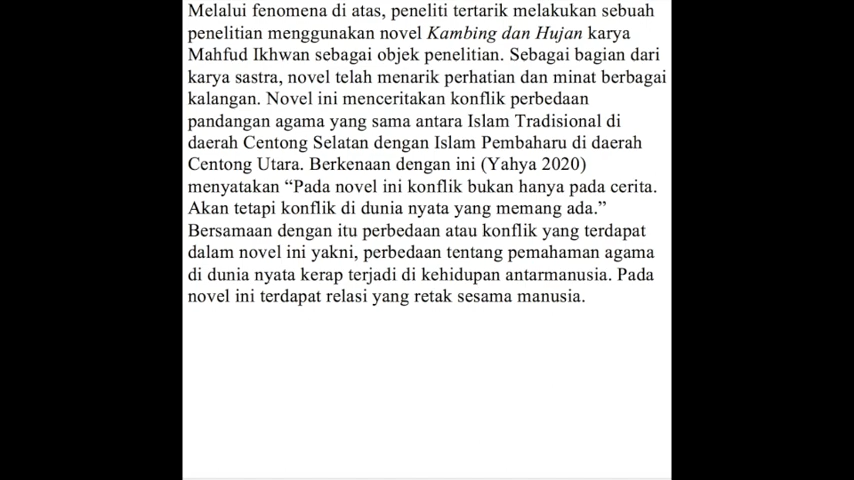 Melalui fenomena di atas, peneliti tertarik melakukan sebuah
penelitian menggunakan novel Kambing dan Hujan karya
Mahfud Ikhwan sebagai objek penelitian. Sebagai bagian dari
karya sastra, novel telah menarik perhatian dan minat berbagai
kalangan. Novel ini menceritakan konflik perbedaan
pandangan agama yang sama antara Islam Tradisional di
daerah Centong Selatan dengan Islam Pembaharu di daerah
Centong Utara. Berkenaan dengan ini (Yahya 2020)
menyatakan “Pada novel ini konflik bukan hanya pada cerita.
Akan tetapi konflik di dunia nyata yang memang ada.”
Bersamaan dengan itu perbedaan atau konflik yang terdapat
dalam novel ini yakni, perbedaan tentang pemahaman agama
di dunia nyata kerap terjadi di kehidupan antarmanusia. Pada
novel ini terdapat relasi yang retak sesama manusia.